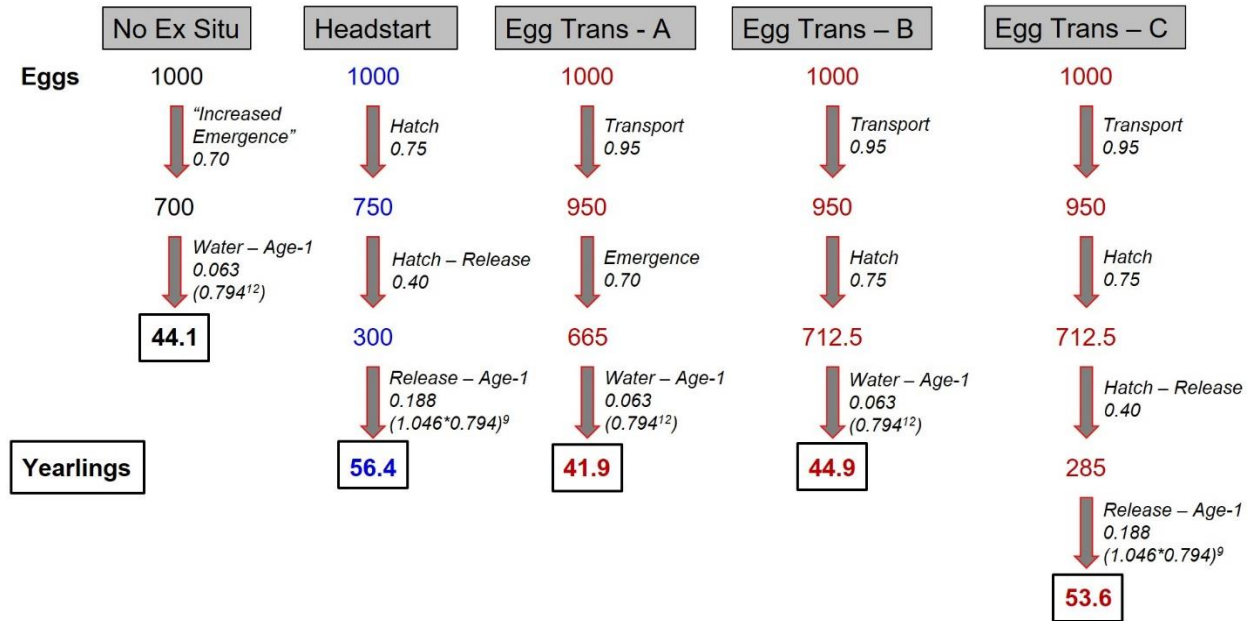 No Ex Situ
Headstart
Egg Trans - A
Egg Trans – B
Egg Trans – C
Eggs
1000
1000
1000
1000
1000
“Increased
Emergence”
0.70
Hatch
0.75
Transport
0.95
Transport
0.95
Transport
0.95
700
750
950
950
950
Water – Age-1
0.063
(0.794¹²)
Hatch – Release
0.40
Emergence
0.70
Hatch
0.75
Hatch
0.75
44.1
300
665
712.5
712.5
Release – Age-1
0.188
(1.046*0.794)⁹
Water – Age-1
0.063
(0.794¹²)
Water – Age-1
0.063
(0.794¹²)
Hatch – Release
0.40
Yearlings
56.4
41.9
44.9
285
Release – Age-1
0.188
(1.046*0.794)⁹
53.6